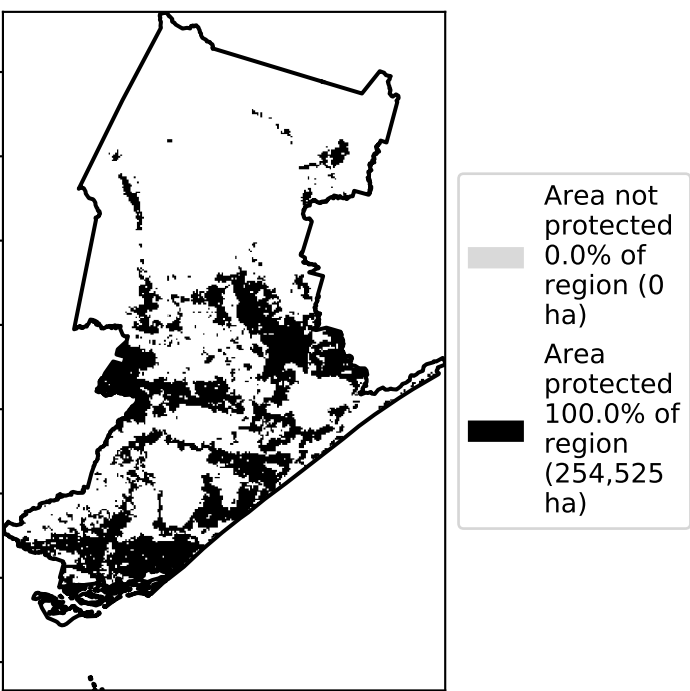 Area not
protected
0.0% of
region (0
ha)
Area
protected
100.0% of
region
(254,525
ha)